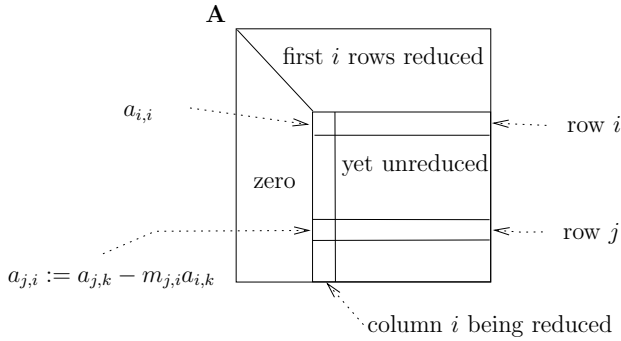 A
first i rows reduced
a_{i,i}
row i
yet unreduced
zero
row j
a_{j,i} := a_{j,k} − m_{j,i}a_{i,k}
column i being reduced